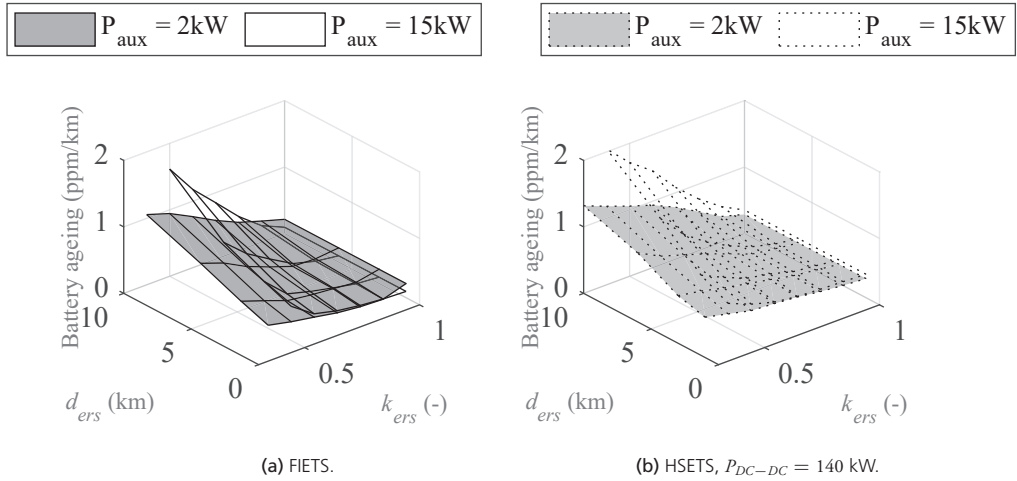 P_aux = 2kW P_aux = 15kW
P_aux = 2kW P_aux = 15kW
Battery ageing (ppm/km)
2
1
0
10
5
0
0.5
1
d_ers (km)
k_ers (-)
Battery ageing (ppm/km)
2
1
0
10
5
0
0.5
1
d_ers (km)
k_ers (-)
(a) FIETS.
(b) HSETS, P_DC−DC = 140 kW.